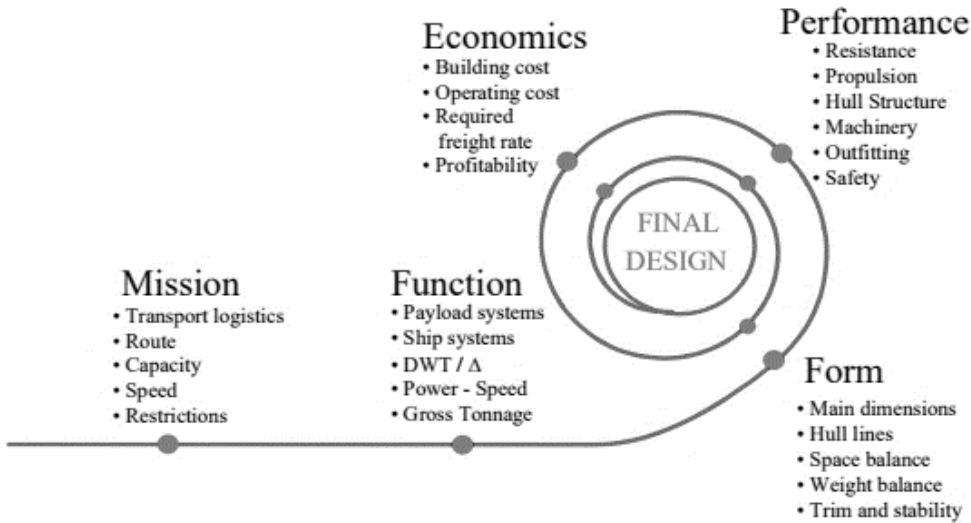 Economics
• Building cost
• Operating cost
• Required
freight rate
• Profitability
Performance
• Resistance
• Propulsion
• Hull Structure
• Machinery
• Outfitting
• Safety
FINAL
DESIGN
Mission
• Transport logistics
• Route
• Capacity
• Speed
• Restrictions
Function
• Payload systems
• Ship systems
• DWT / Δ
• Power - Speed
• Gross Tonnage
Form
• Main dimensions
• Hull lines
• Space balance
• Weight balance
• Trim and stability